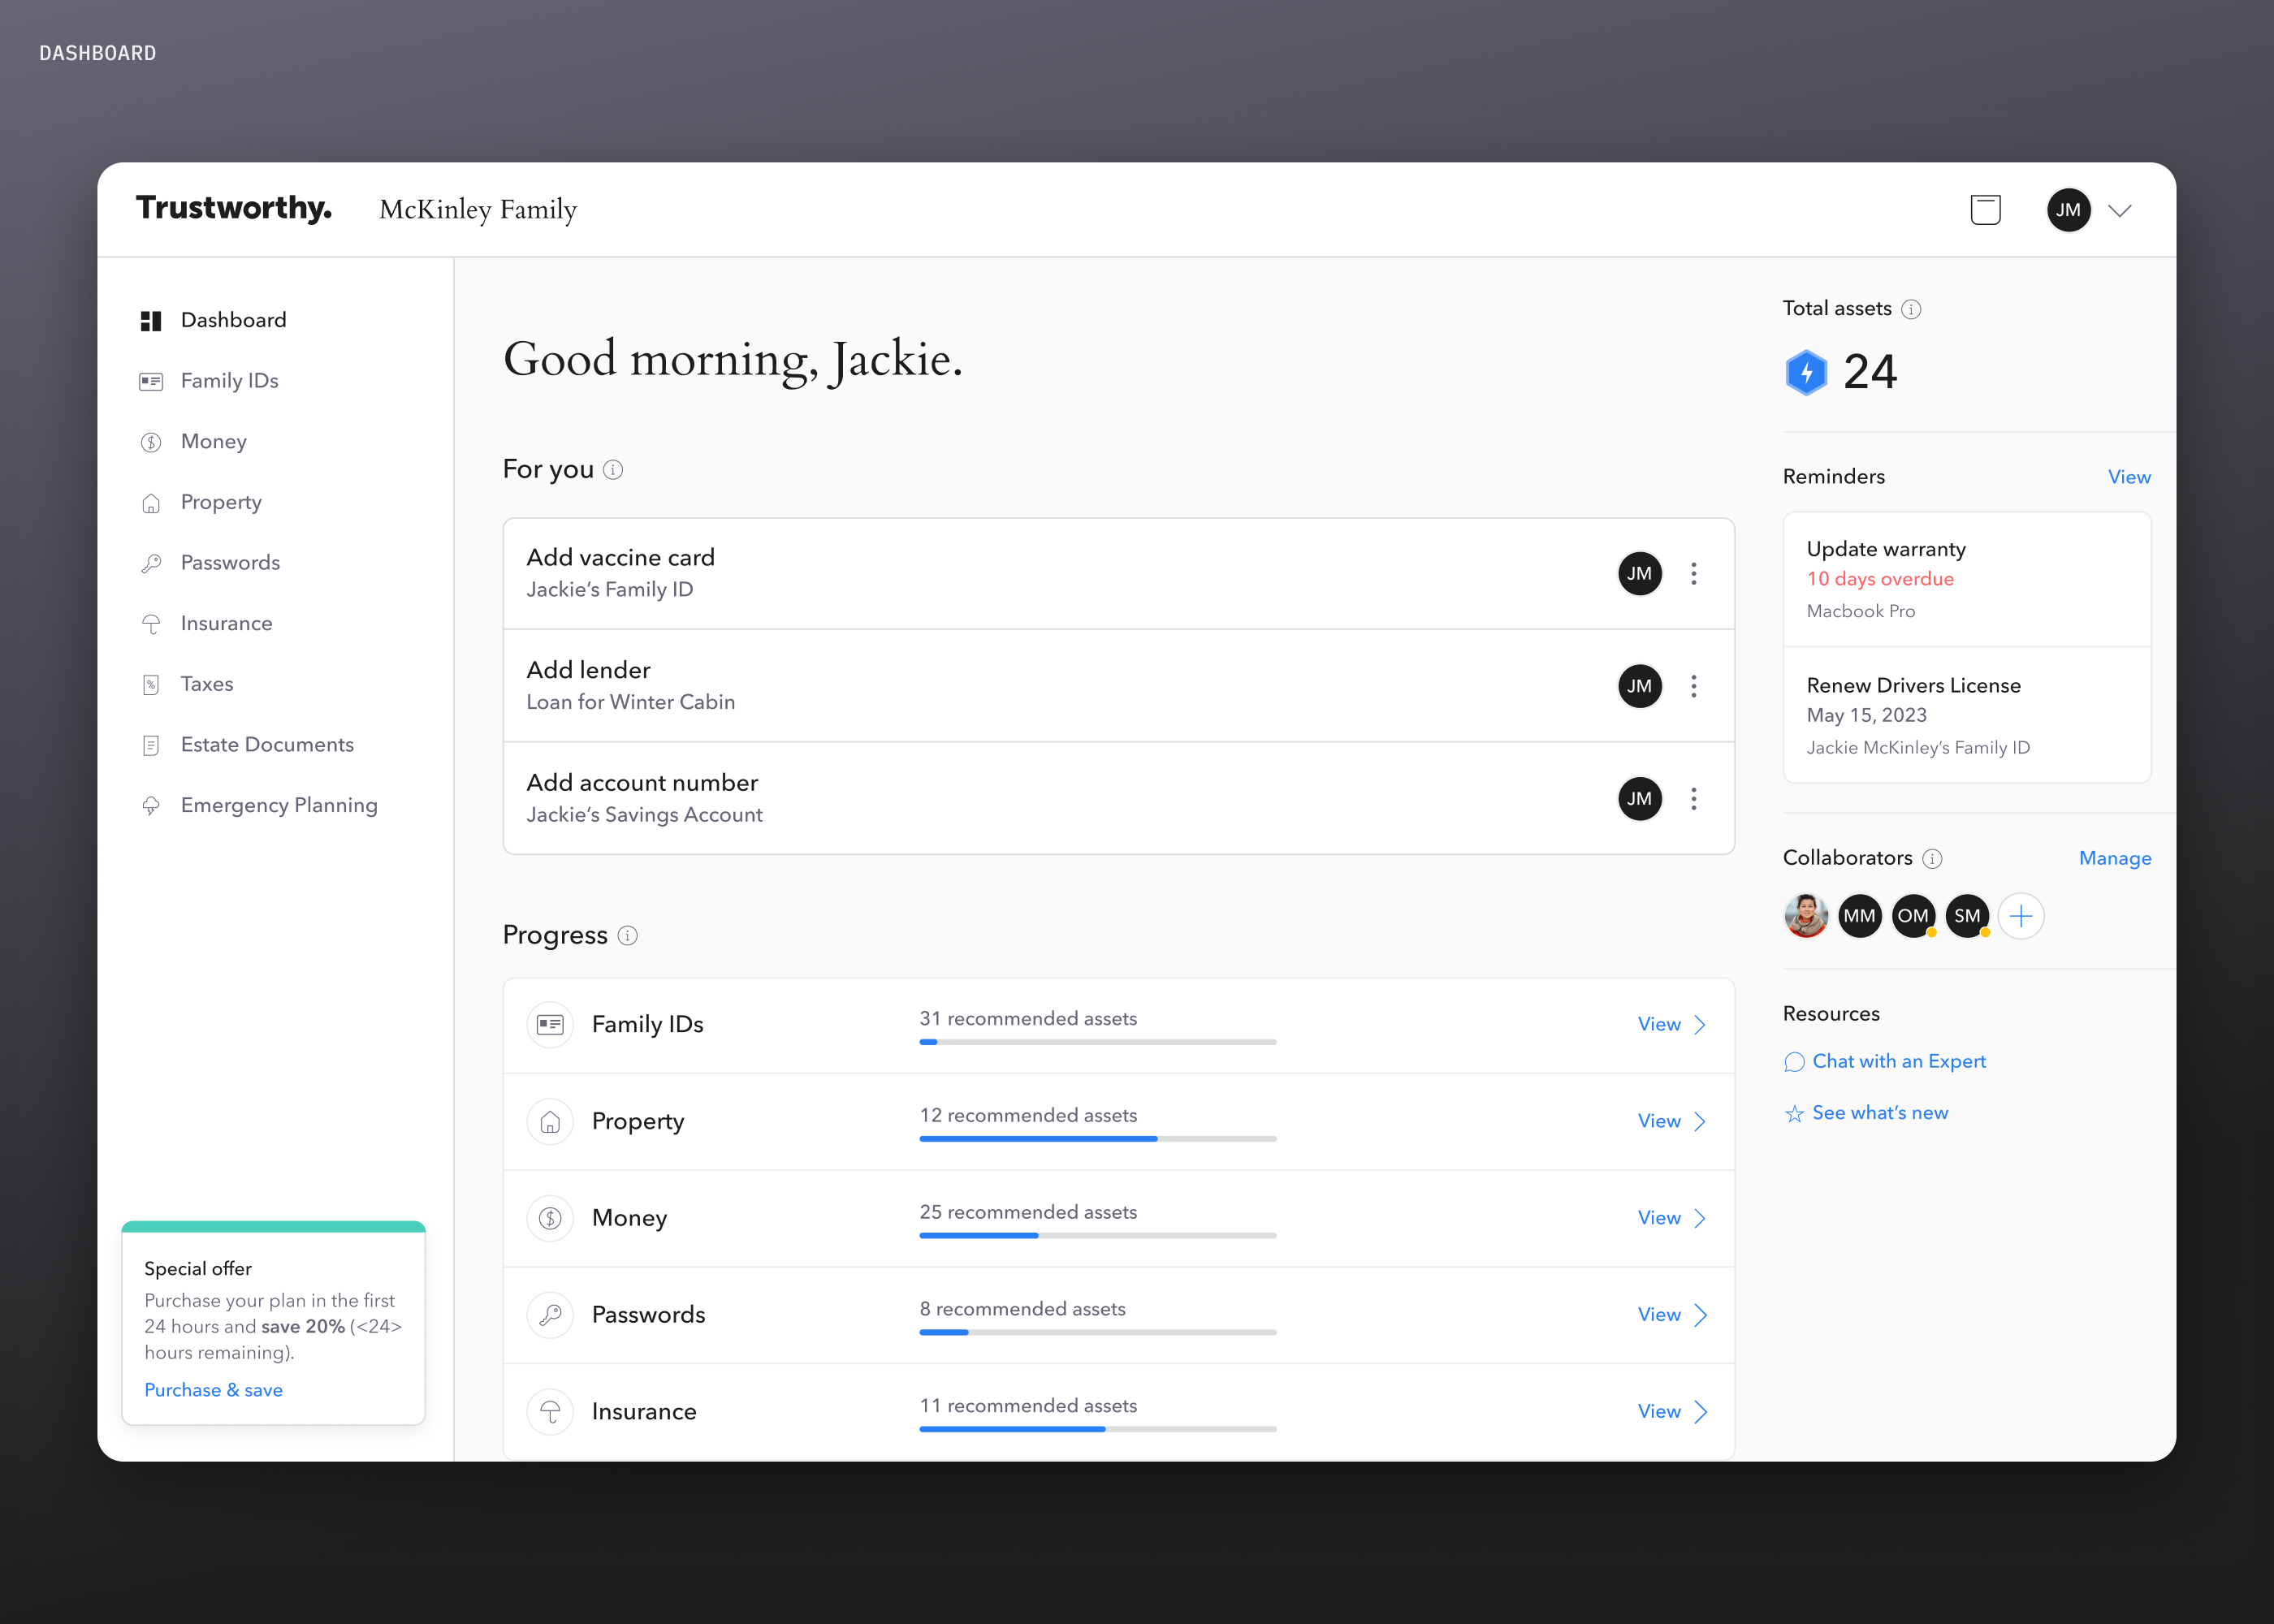 DASHBOARD
Trustworthy.
McKinley Family
JM
Dashboard
Family IDs
Money
Property
Passwords
Insurance
Taxes
Estate Documents
Emergency Planning
Special offer
Purchase your plan in the first
24 hours and save 20% (<24>
hours remaining).
Purchase & save
Good morning, Jackie.
For you
Add vaccine card
Jackie’s Family ID
JM
Add lender
Loan for Winter Cabin
JM
Add account number
Jackie’s Savings Account
JM
Progress
Family IDs
31 recommended assets
View
Property
12 recommended assets
View
Money
25 recommended assets
View
Passwords
8 recommended assets
View
Insurance
11 recommended assets
View
Total assets
24
Reminders
View
Update warranty
10 days overdue
Macbook Pro
Renew Drivers License
May 15, 2023
Jackie McKinley’s Family ID
Collaborators
Manage
MM
OM
SM
Resources
Chat with an Expert
See what’s new